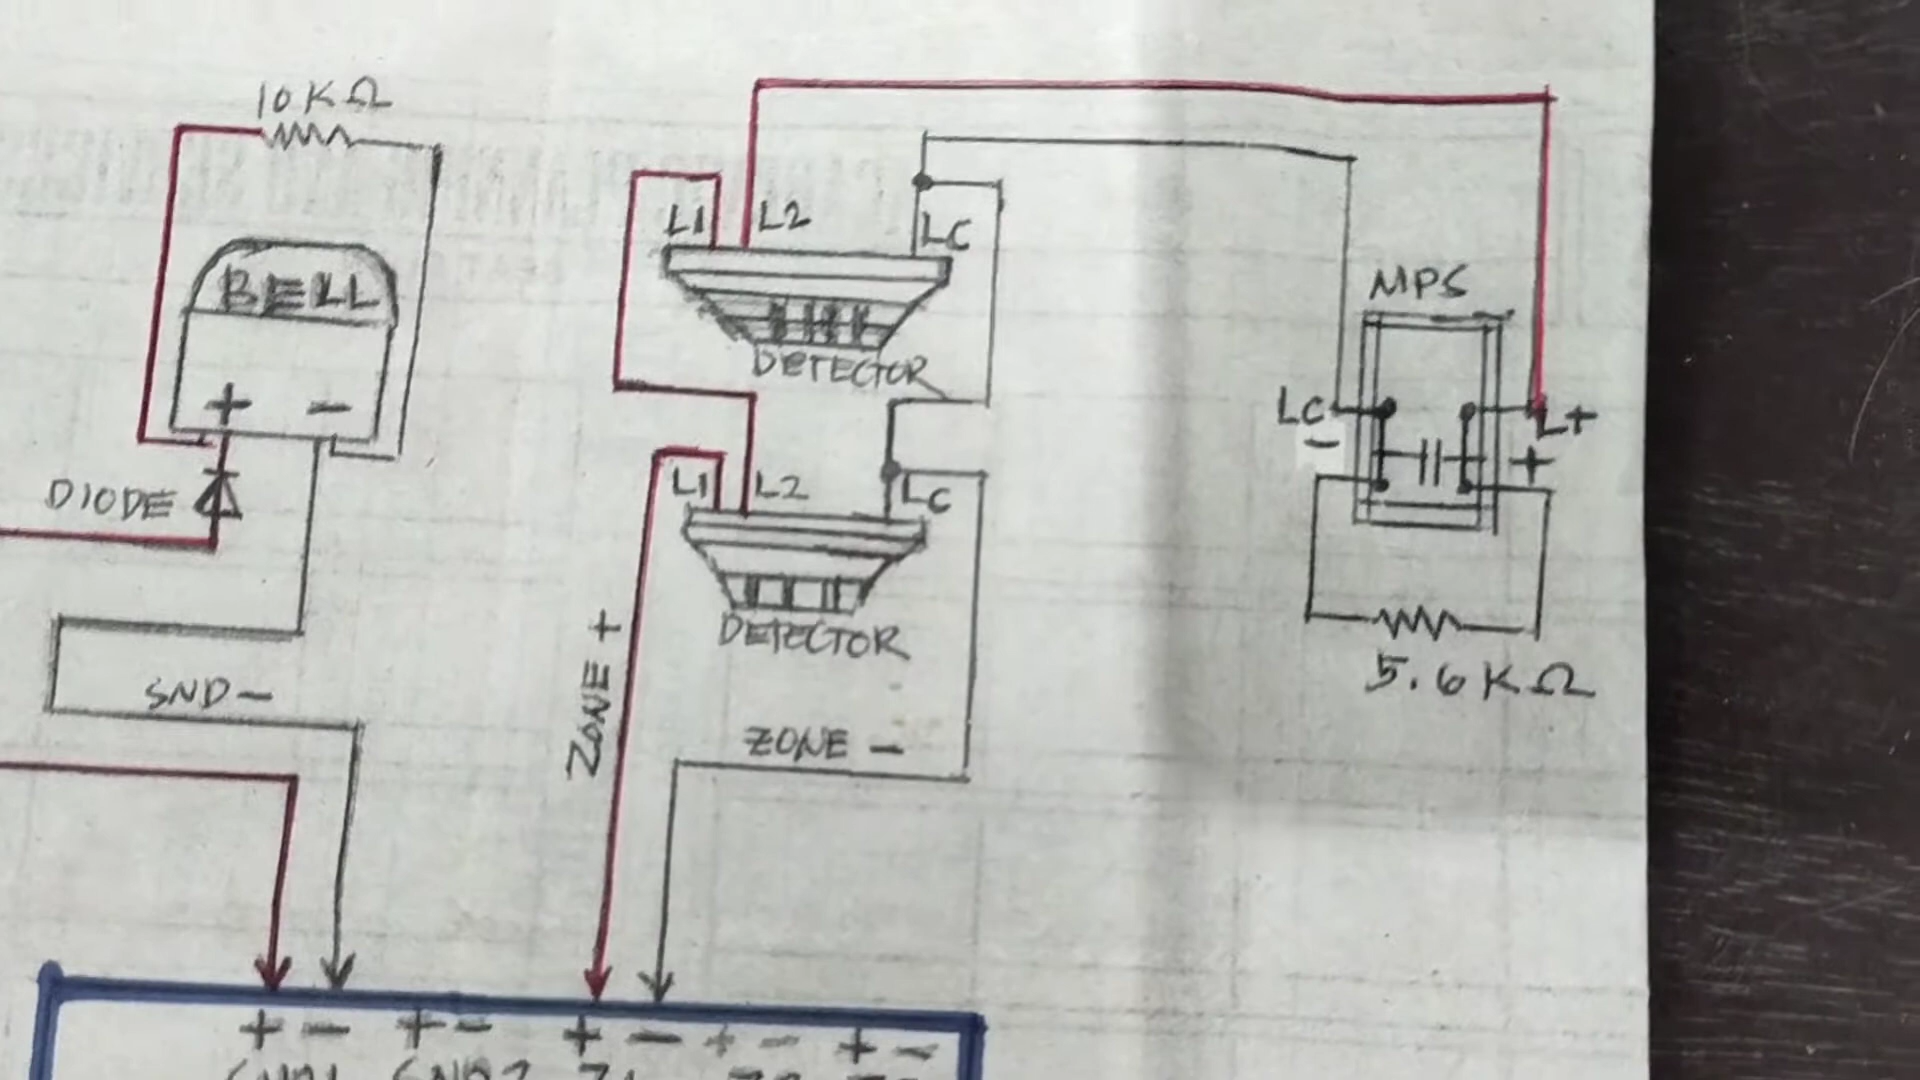 10KΩ
L1
L2
LC
BELL
MPS
DETECTOR
+
−
LC
L+
−
+
DIODE
L1
L2
LC
DETECTOR
5.6KΩ
ZONE +
SND −
ZONE −
+ − + − + − + − + −